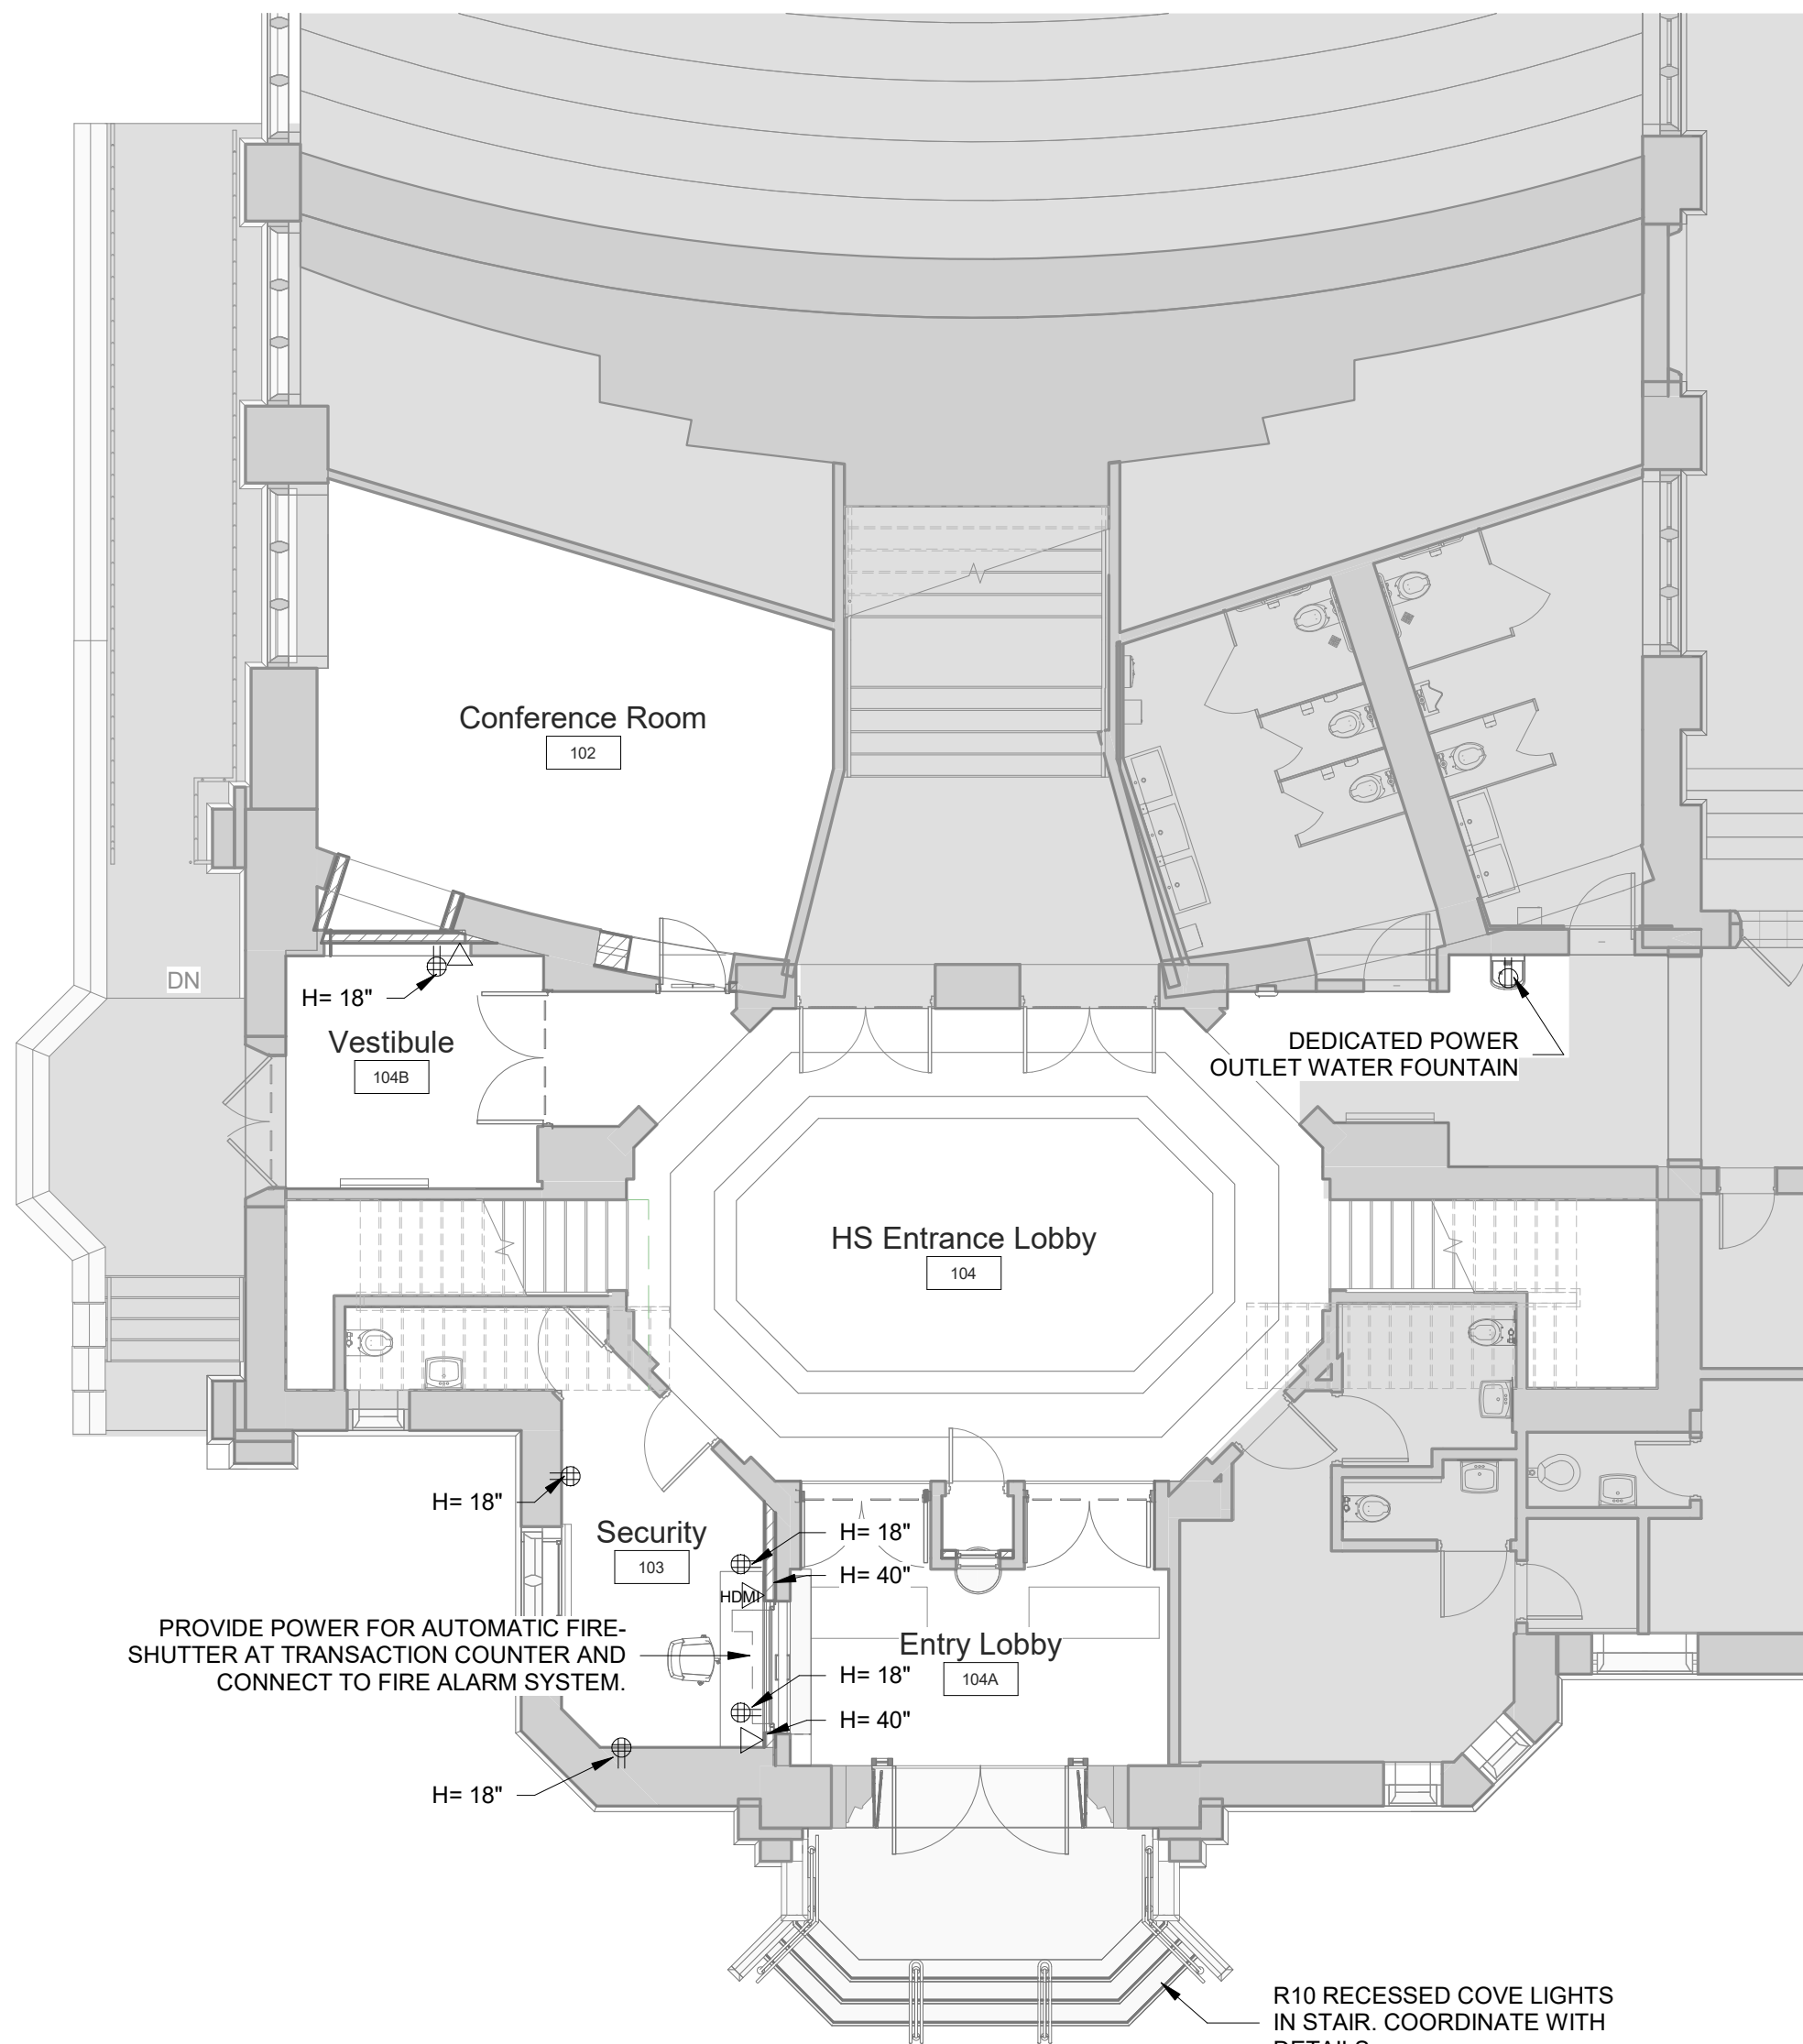 Conference Room
102
DN
H= 18"
Vestibule
104B
DEDICATED POWER
OUTLET WATER FOUNTAIN
HS Entrance Lobby
104
H= 18"
Security
103
H= 18"
H= 40"
HDMI
PROVIDE POWER FOR AUTOMATIC FIRE-
SHUTTER AT TRANSACTION COUNTER AND
CONNECT TO FIRE ALARM SYSTEM.
Entry Lobby
104A
H= 18"
H= 40"
H= 18"
R10 RECESSED COVE LIGHTS
IN STAIR. COORDINATE WITH